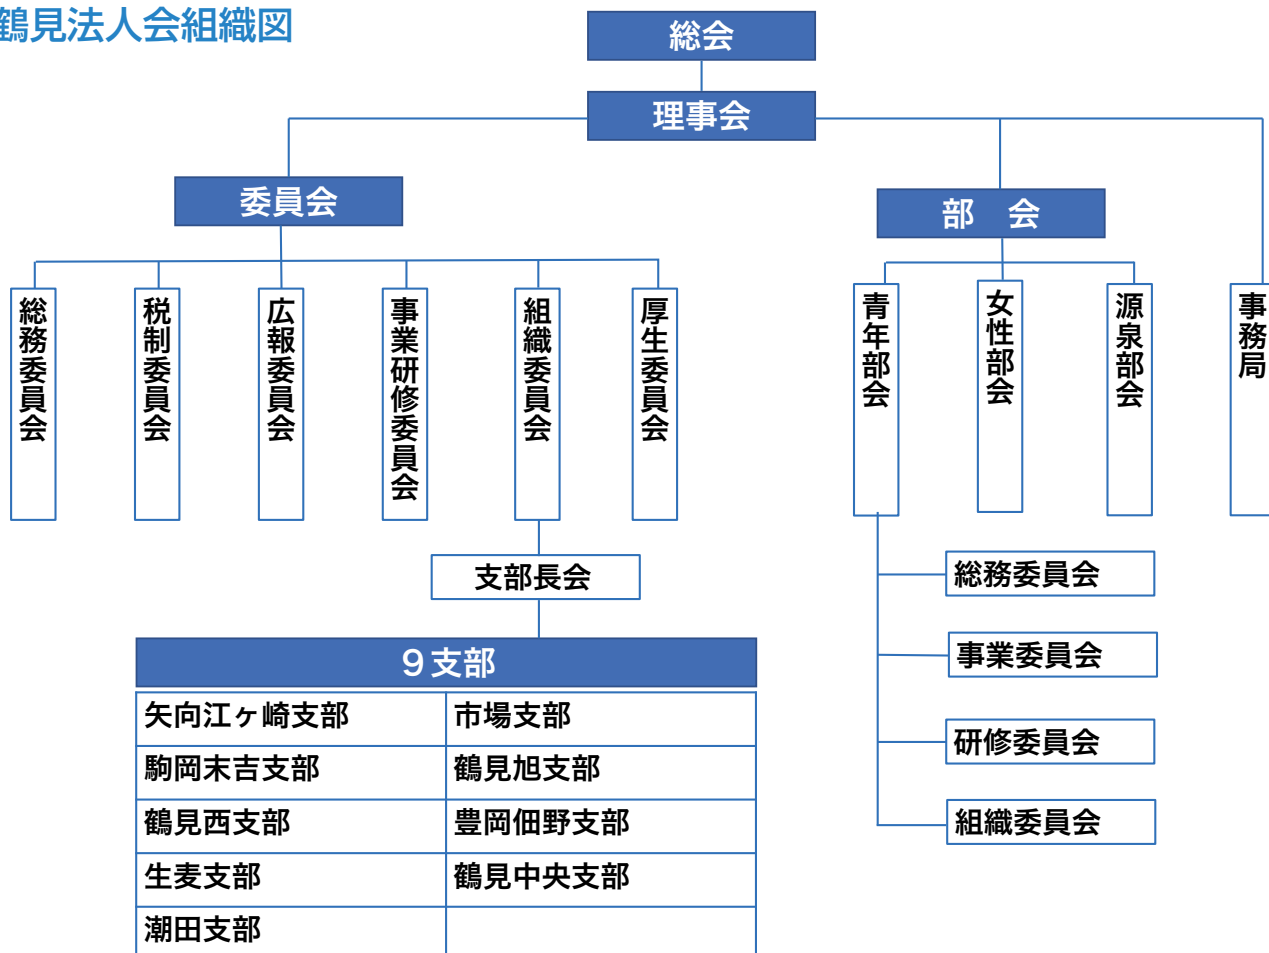 鶴見法人会組織図
総会
理事会
委員会
部　会
総務委員会
税制委員会
広報委員会
事業研修委員会
組織委員会
厚生委員会
青年部会
女性部会
源泉部会
事務局
支部長会
9支部
矢向江ヶ崎支部
市場支部
駒岡末吉支部
鶴見旭支部
鶴見西支部
豊岡佃野支部
生麦支部
鶴見中央支部
潮田支部
総務委員会
事業委員会
研修委員会
組織委員会